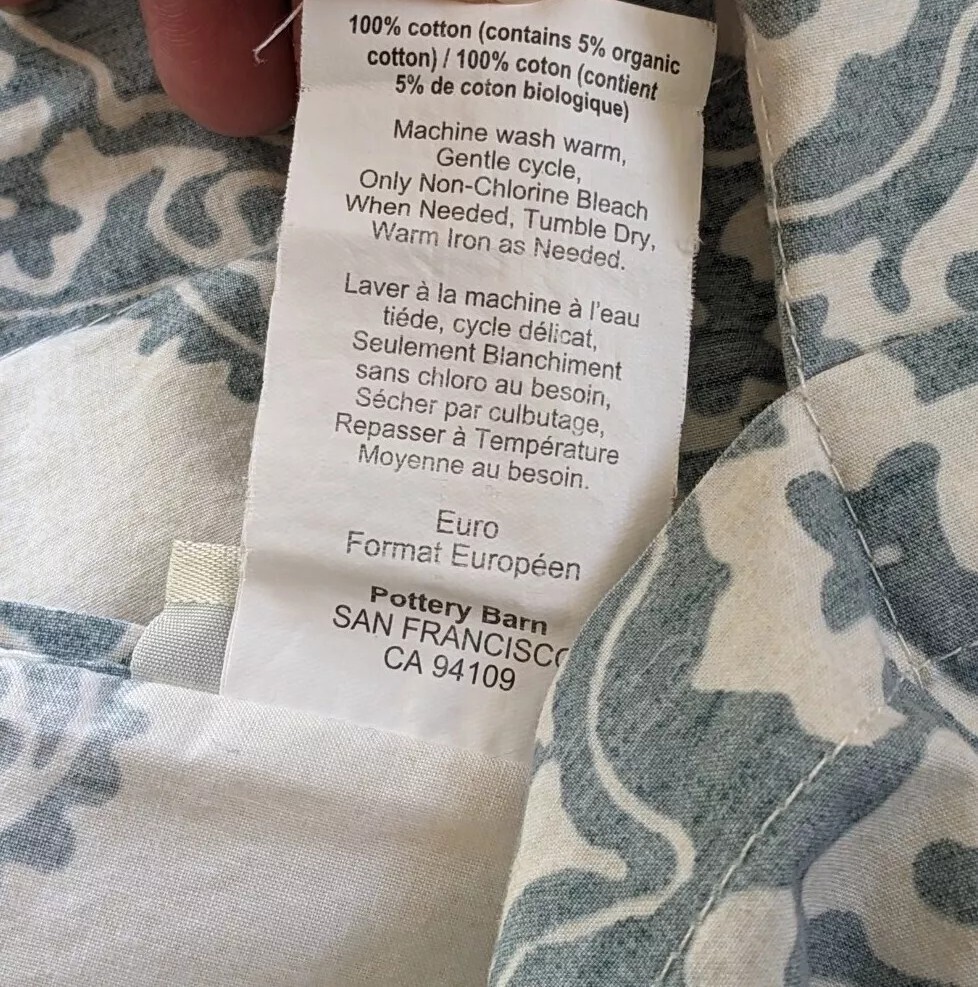 100% cotton (contains 5% organic
cotton) / 100% coton (contient
5% de coton biologique)
Machine wash warm,
Gentle cycle,
Only Non-Chlorine Bleach
When Needed, Tumble Dry,
Warm Iron as Needed.
Laver à la machine à l'eau
tiéde, cycle délicat,
Seulement Blanchiment
sans chloro au besoin,
Sécher par culbutage,
Repasser à Température
Moyenne au besoin.
Euro
Format Européen
Pottery Barn
SAN FRANCISCO
CA 94109